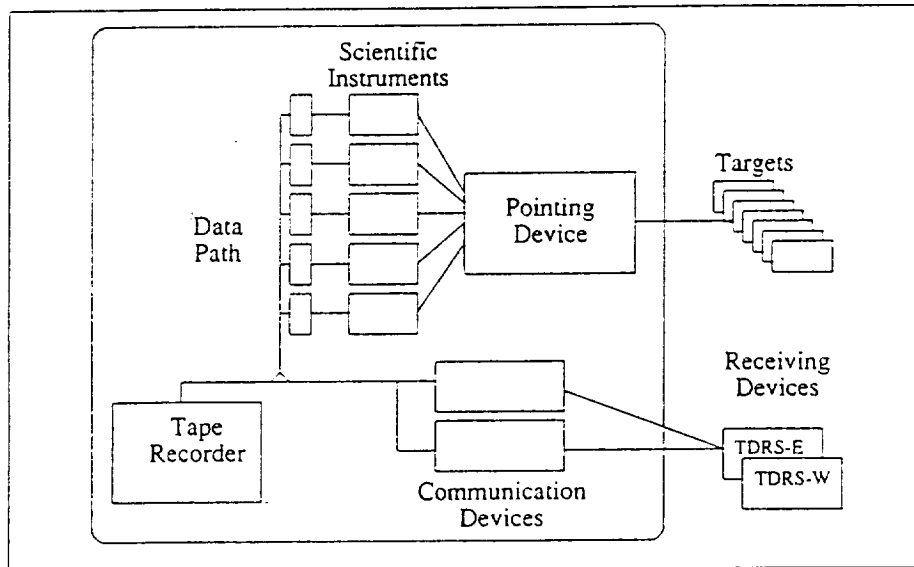 Scientific
Instruments
Targets
Pointing
Device
Data
Path
Receiving
Devices
Tape
Recorder
TDRS-E
TDRS-W
Communication
Devices